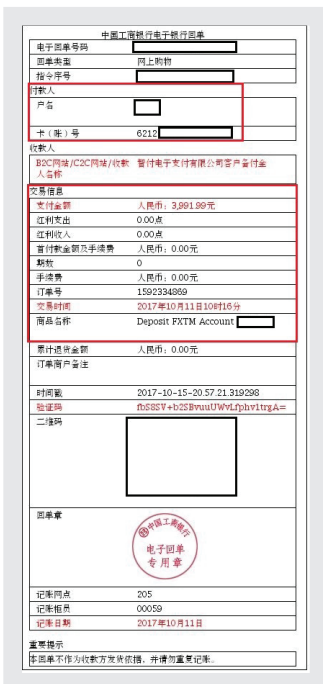 中国工商银行电子银行回单
电子回单号码
回单类型 网上购物
指令序号
付款人
户名
卡（账）号 6212
收款人
B2C网站/C2C网站/收款 智付电子支付有限公司客户备付金
人名称
交易信息
支付金额 人民币：3,991.99元
红利支出 0.00点
红利收入 0.00点
首付款金额及手续费 人民币：0.00元
期数 0
手续费 人民币：0.00元
订单号 1592334869
交易时间 2017年10月11日10时16分
商品名称 Deposit FXTM Account
累计退货金额 人民币：0.00元
订单商户备注
时间戳 2017-10-15-20.57.21.319298
验证码 fbS8SV+b2SBvuuUWvLfphv1trgA=
二维码
回单章
中国工商银行
电子回单
专用章
记账网点 205
记账柜员 00059
记账日期 2017年10月11日
重要提示
本回单不作为收款方发货依据，并请勿重复记账。